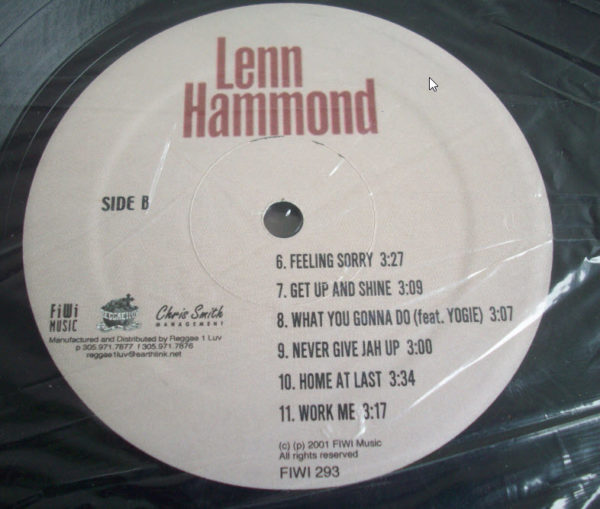 Lenn
Hammond
SIDE B
6. FEELING SORRY 3:27
7. GET UP AND SHINE 3:09
8. WHAT YOU GONNA DO (feat. YOGIE) 3:07
9. NEVER GIVE JAH UP 3:00
10. HOME AT LAST 3:34
11. WORK ME 3:17
FiWi
MUSIC
Chris Smith
MANAGEMENT
Manufactured and Distributed by Reggae 1 Luv
p 305.971.7877 f 305.971.7876
reggae1luv@earthlink.net
(c) (p) 2001 FIWI Music
All rights reserved
FIWI 293